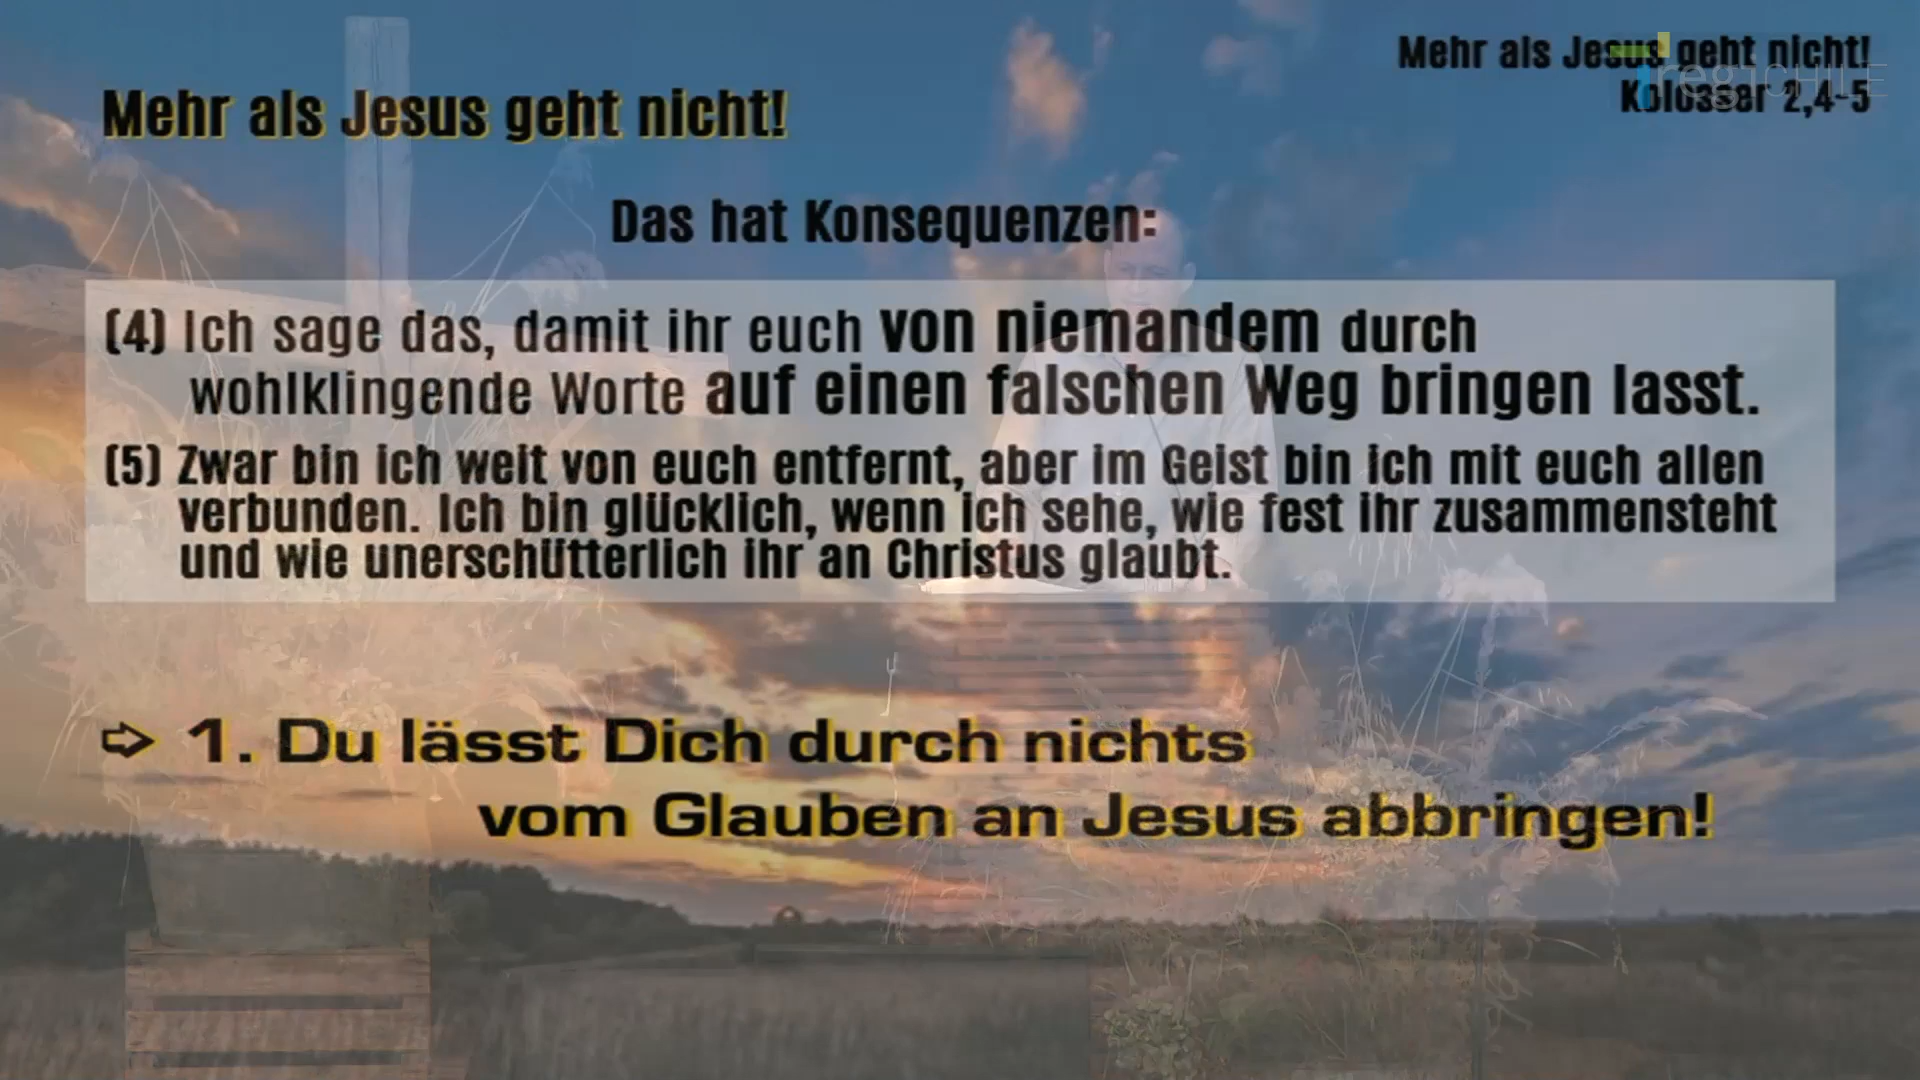 Mehr als Jesus geht nicht!
Kolosser 2,4-5
Mehr als Jesus geht nicht!
Das hat Konsequenzen:
(4) Ich sage das, damit ihr euch von niemandem durch
wohlklingende Worte auf einen falschen Weg bringen lasst.
(5) Zwar bin ich weit von euch entfernt, aber im Geist bin ich mit euch allen
verbunden. Ich bin glücklich, wenn ich sehe, wie fest ihr zusammensteht
und wie unerschütterlich ihr an Christus glaubt.
➩ 1. Du lässt Dich durch nichts
vom Glauben an Jesus abbringen!